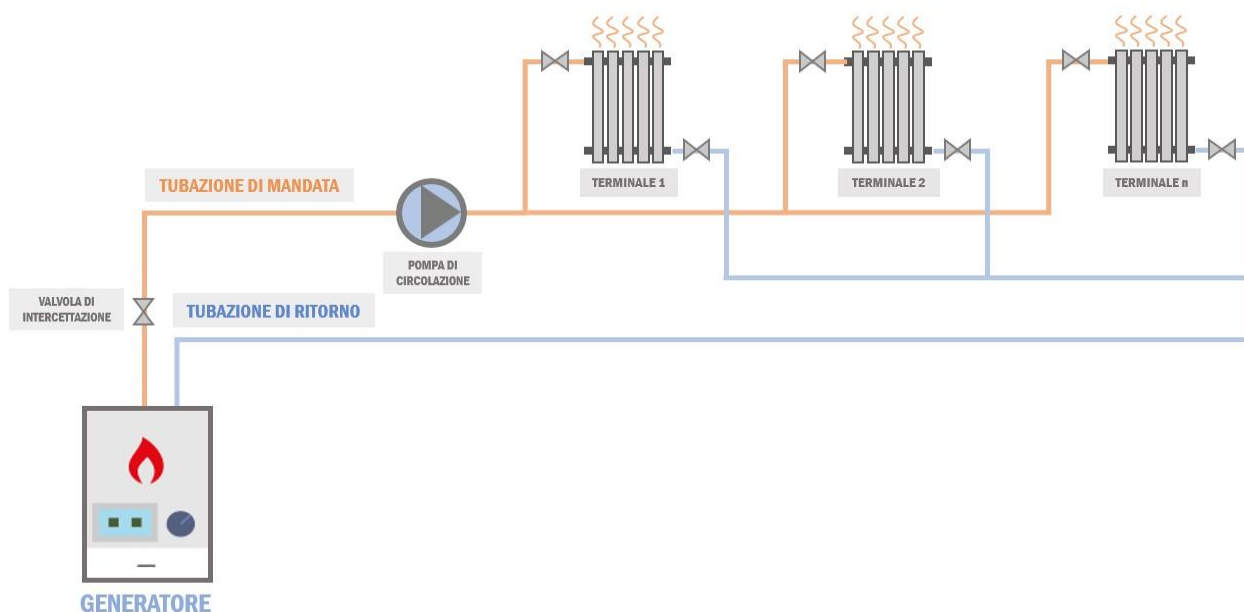 TERMINALE 1
TERMINALE 2
TERMINALE n
TUBAZIONE DI MANDATA
POMPA DI
CIRCOLAZIONE
VALVOLA DI
INTERCETTAZIONE
TUBAZIONE DI RITORNO
GENERATORE